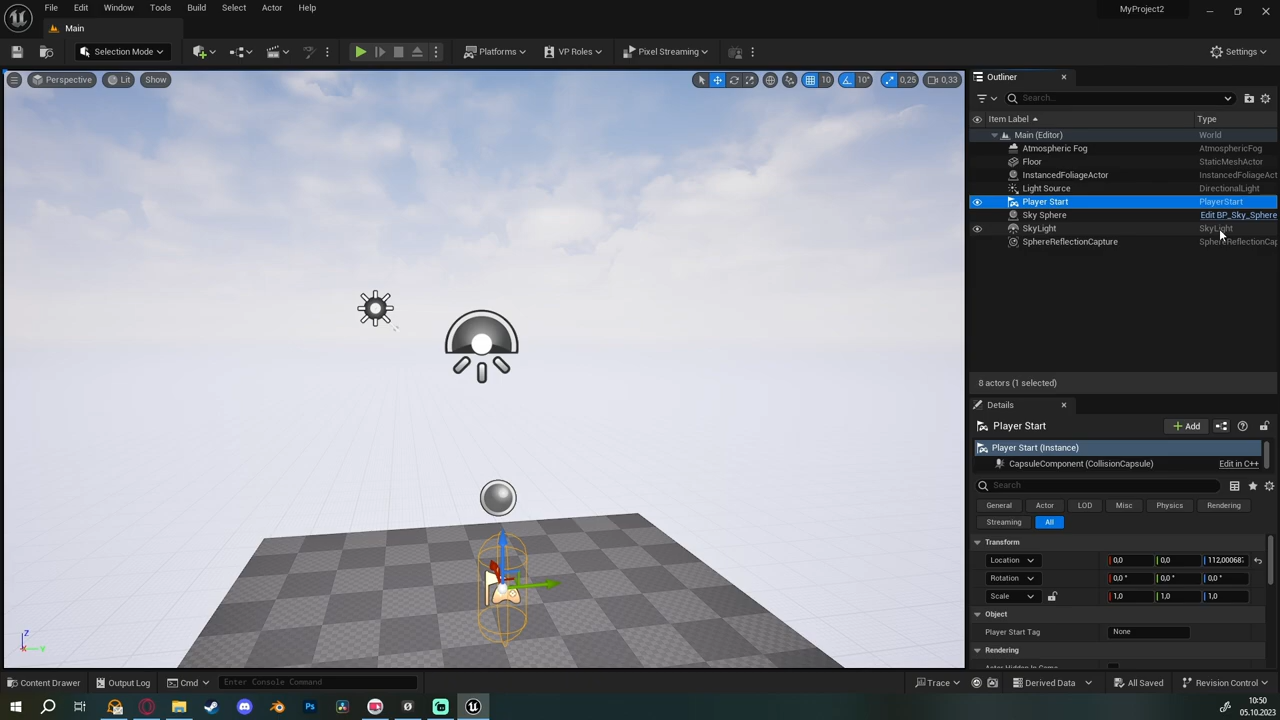 File Edit Window Tools Build Select Actor Help
MyProject2
Main
Selection Mode
Platforms
VP Roles
Pixel Streaming
Settings
Perspective
Lit
Show
10
10°
0,25
0,33
Outliner
Search...
Item Label Type
Main (Editor) World
Atmospheric Fog AtmosphericFog
Floor StaticMeshActor
InstancedFoliageActor InstancedFoliageAct
Light Source DirectionalLight
Player Start PlayerStart
Sky Sphere Edit BP_Sky_Sphere
SkyLight SkyLight
SphereReflectionCapture SphereReflectionCap
8 actors (1 selected)
Details
Player Start
Add
Player Start (Instance)
CapsuleComponent (CollisionCapsule) Edit in C++
Search
General Actor LOD Misc Physics Rendering
Streaming All
Transform
Location 0,0 0,0
Rotation 0,0 ° 0,0 ° 0,0 °
Scale 1,0 1,0 1,0
Object
Player Start Tag None
Rendering
Actor Hidden In Game
Z
Content Drawer
Output Log
Cmd
Enter Console Command
Trace
Derived Data
All Saved
Revision Control
10:50
05.10.2023